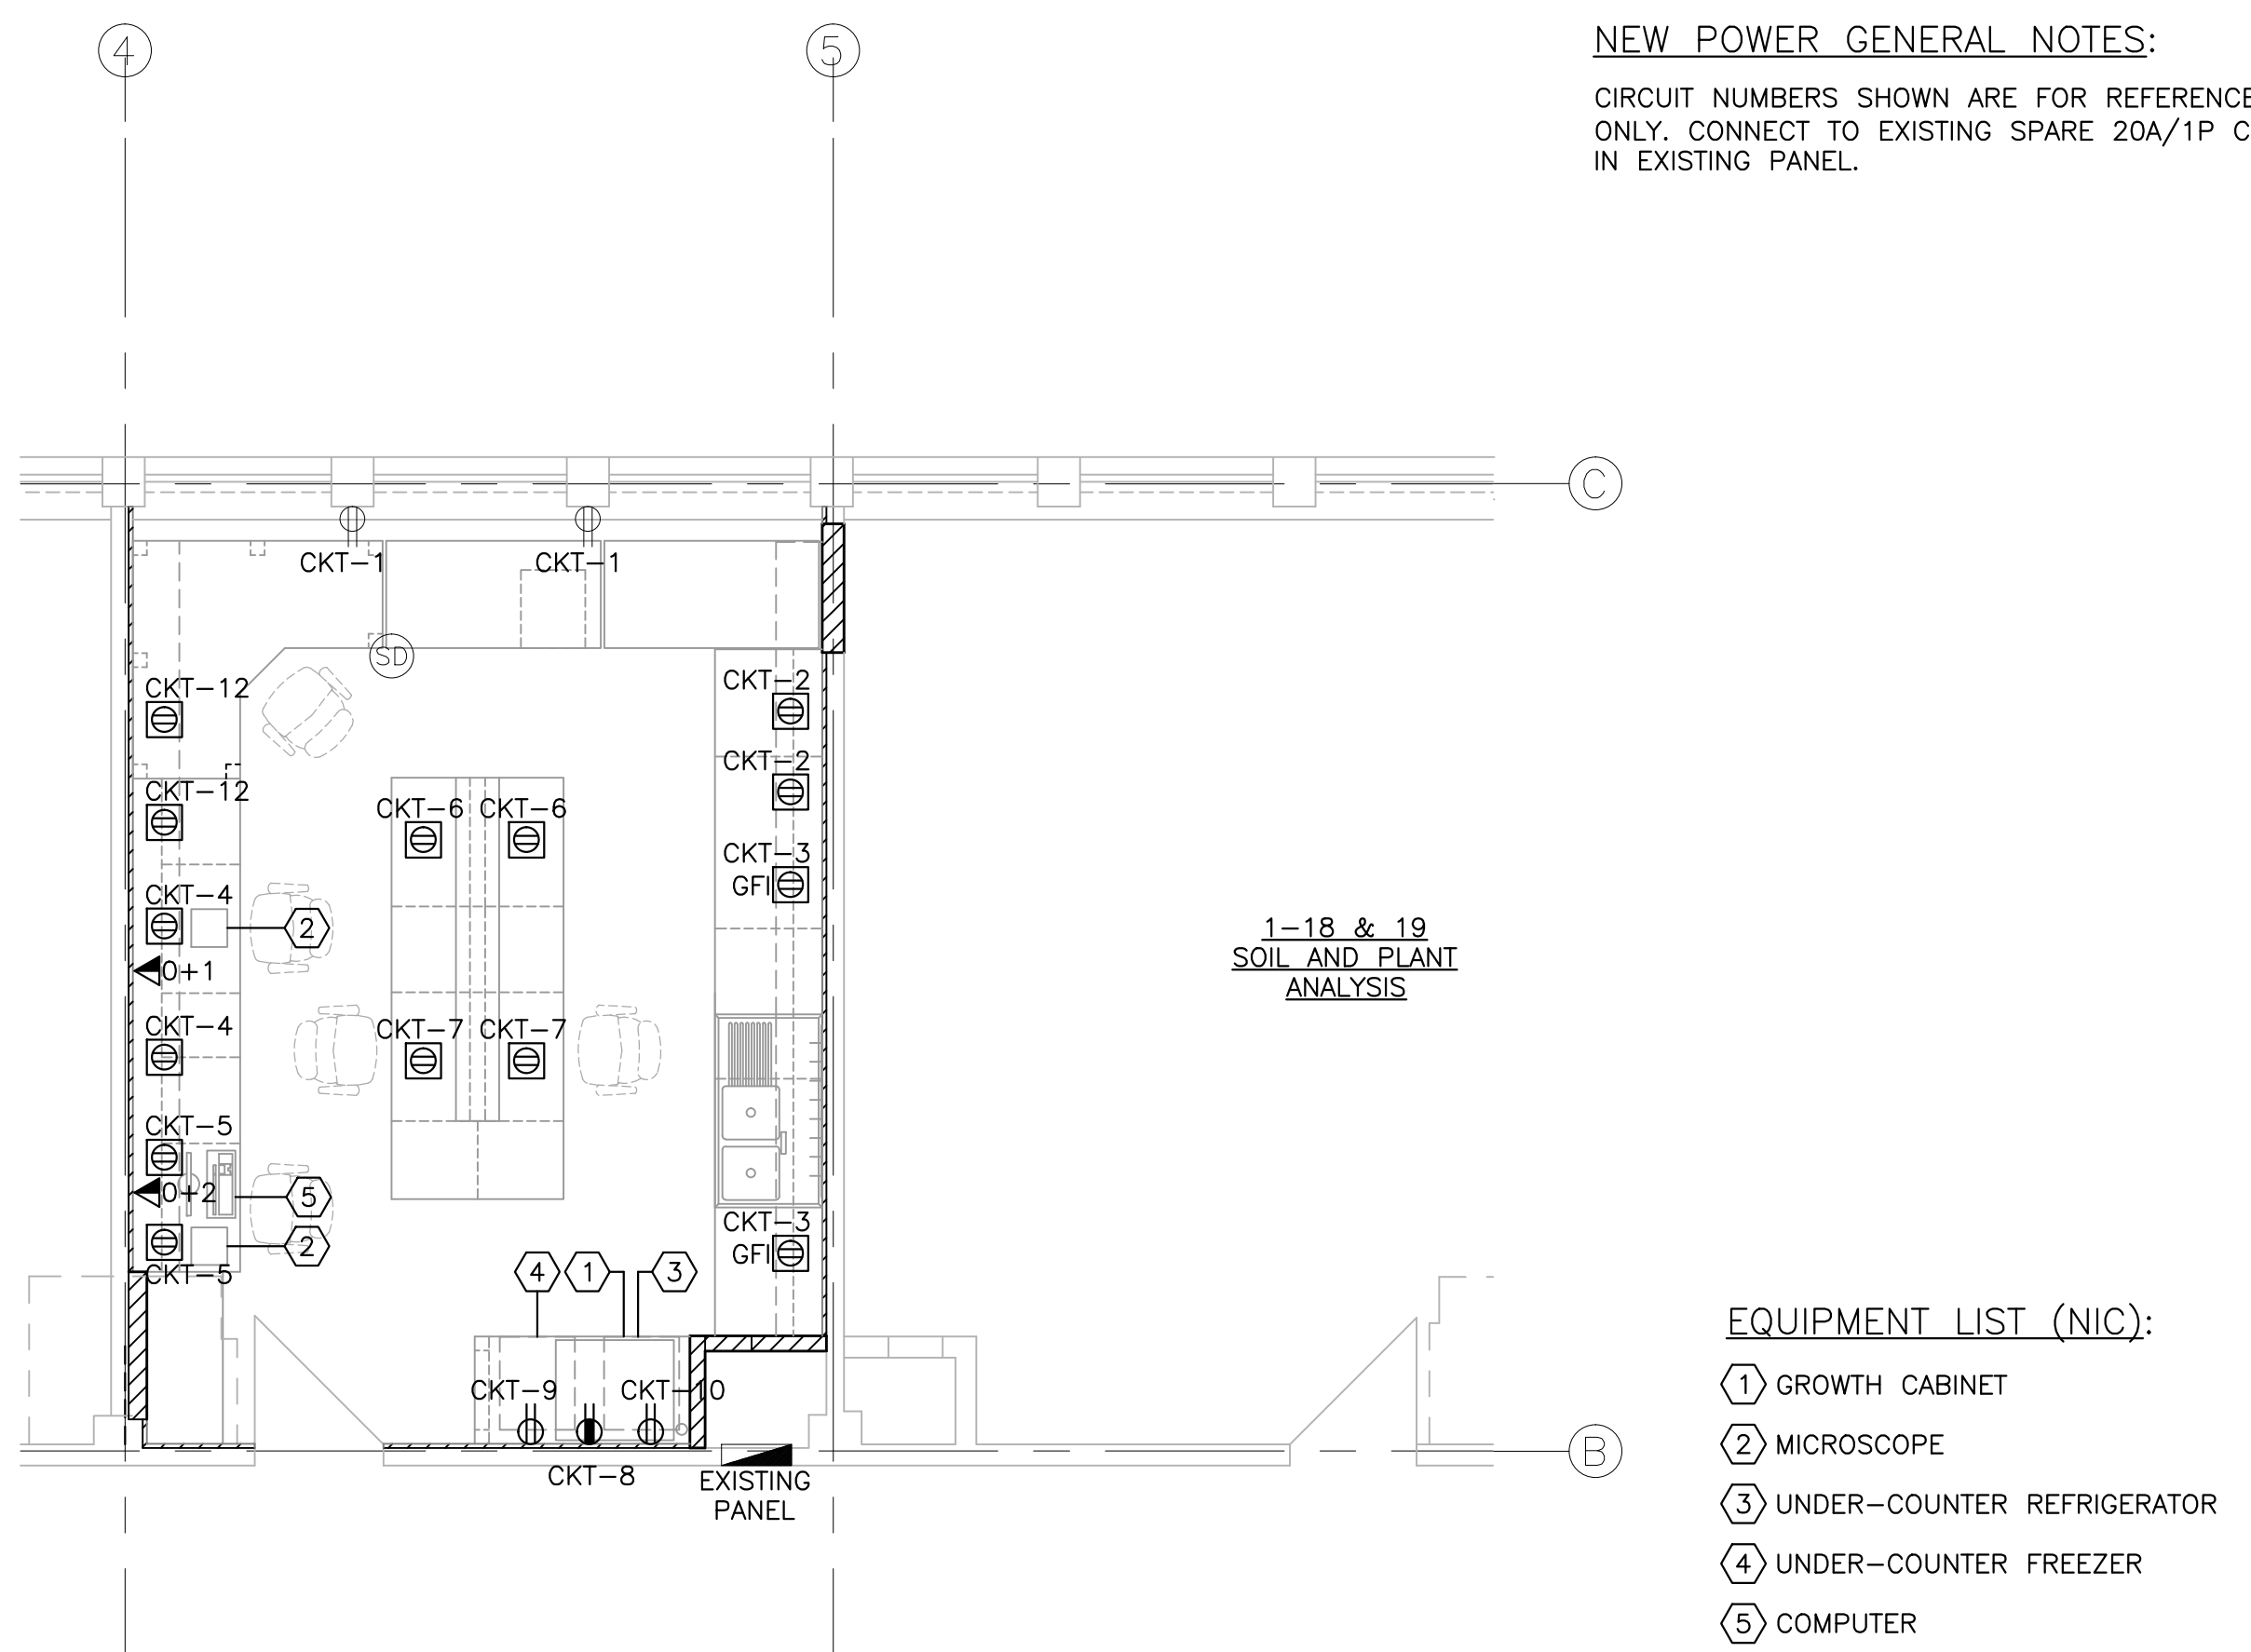 4
5
NEW POWER GENERAL NOTES:
CIRCUIT NUMBERS SHOWN ARE FOR REFERENCE
ONLY. CONNECT TO EXISTING SPARE 20A/1P C
IN EXISTING PANEL.
C
CKT-1
CKT-1
SD
CKT-12
CKT-2
CKT-12
CKT-2
CKT-6
CKT-6
CKT-3
GFI
CKT-4
2
0+1
1-18 & 19
SOIL AND PLANT
ANALYSIS
CKT-4
CKT-7
CKT-7
CKT-5
0+2
5
2
CKT-5
CKT-3
GFI
4
1
3
CKT-9
CKT-10
CKT-8
EXISTING
PANEL
B
EQUIPMENT LIST (NIC):
1 GROWTH CABINET
2 MICROSCOPE
3 UNDER-COUNTER REFRIGERATOR
4 UNDER-COUNTER FREEZER
5 COMPUTER